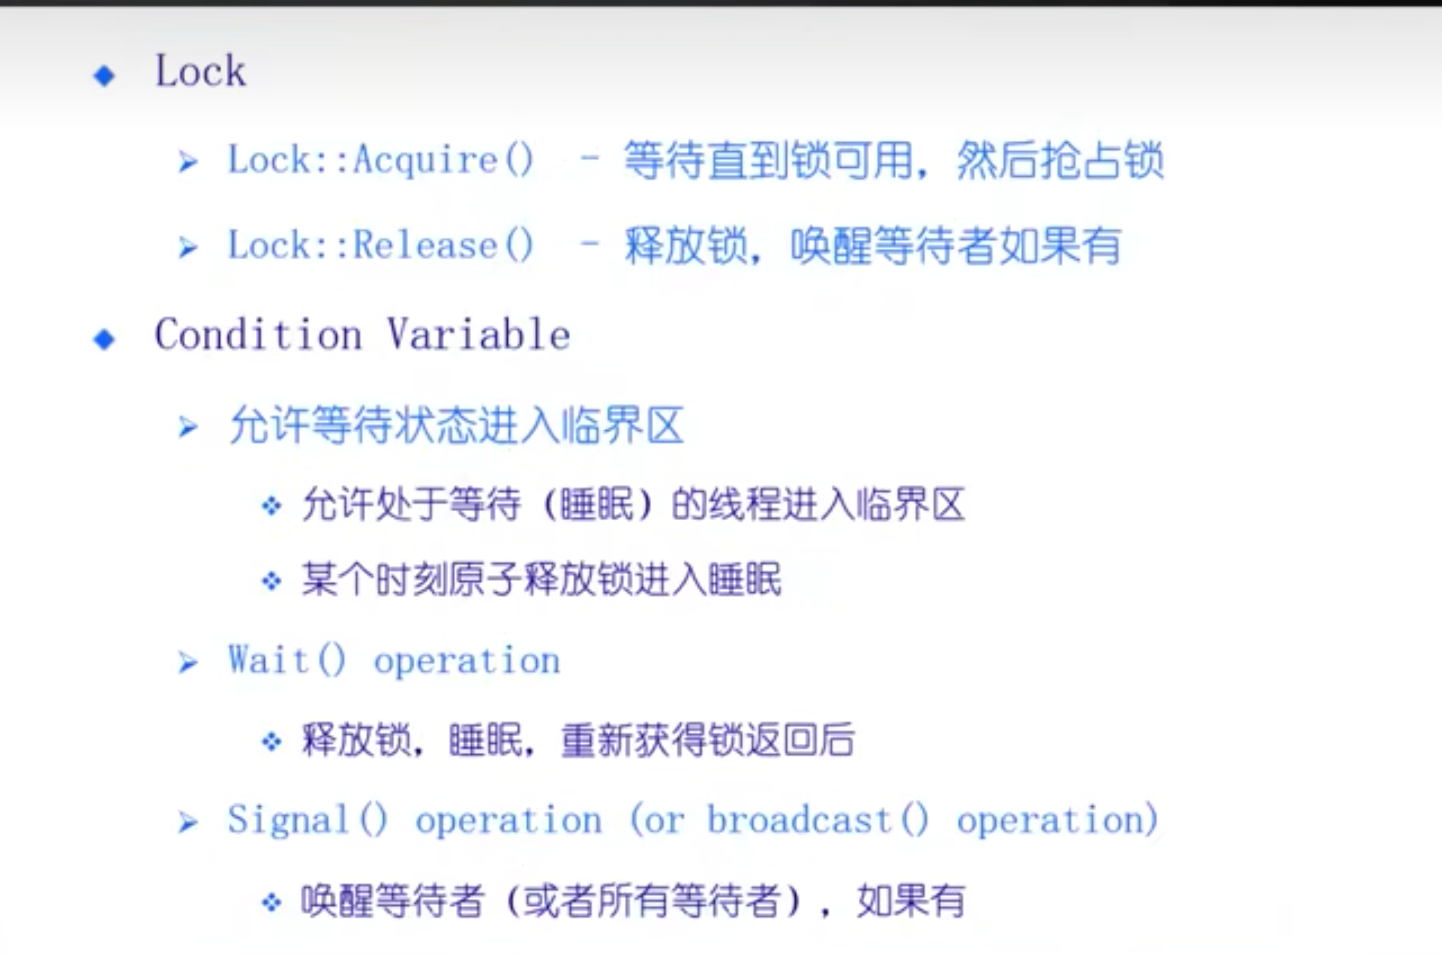 Lock
Lock::Acquire() - 等待直到锁可用，然后抢占锁
Lock::Release() - 释放锁，唤醒等待者如果有
Condition Variable
允许等待状态进入临界区
允许处于等待（睡眠）的线程进入临界区
某个时刻原子释放锁进入睡眠
Wait() operation
释放锁，睡眠，重新获得锁返回后
Signal() operation (or broadcast() operation)
唤醒等待者（或者所有等待者），如果有